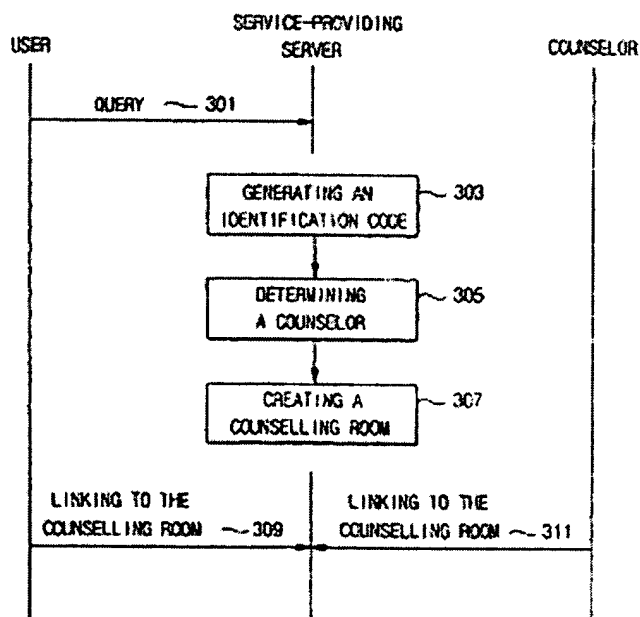 USER
SERVICE-PROVIDING
SERVER
COUNSELOR
QUERY 301
GENERATING AN
IDENTIFICATION CODE
303
DETERMINING
A COUNSELOR
305
CREATING A
COUNSELLING ROOM
307
LINKING TO THE
COUNSELLING ROOM 309
LINKING TO THE
COUNSELLING ROOM 311